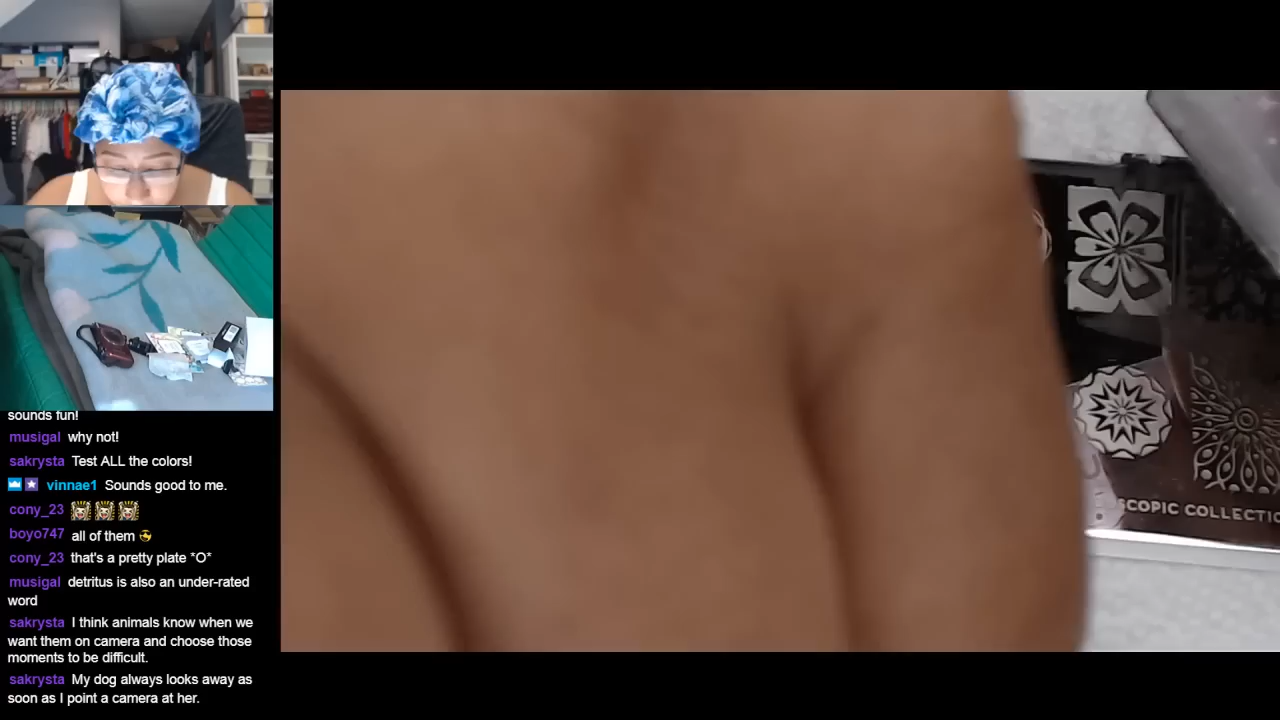 sounds fun!
musigal why not!
sakrysta Test ALL the colors!
vinnae1 Sounds good to me.
cony_23
boyo747 all of them
cony_23 that's a pretty plate *O*
musigal detritus is also an under-rated
word
sakrysta I think animals know when we
want them on camera and choose those
moments to be difficult.
sakrysta My dog always looks away as
soon as I point a camera at her.
SCOPIC COLLECTIO